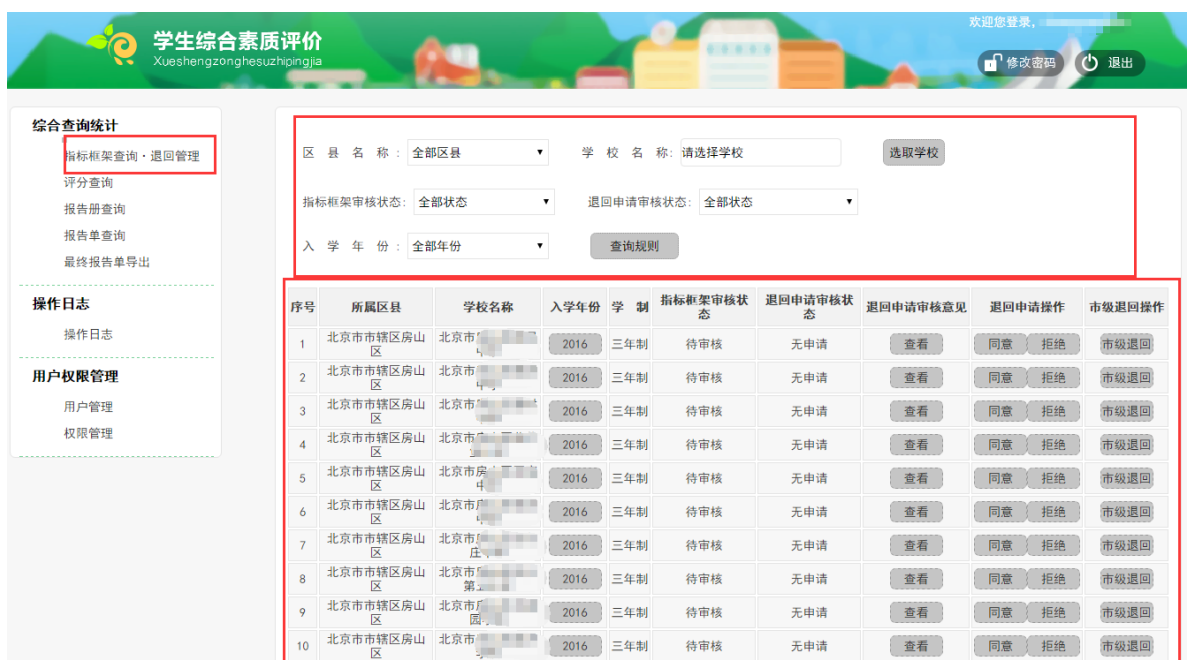 欢迎您登录,
学生综合素质评价
Xueshengzonghesuzhipingjia
修改密码 退出
综合查询统计
指标框架查询·退回管理
评分查询
报告册查询
报告单查询
最终报告单导出
操作日志
操作日志
用户权限管理
用户管理
权限管理
区县名称: 全部区县 学校名称: 请选择学校 选取学校
指标框架审核状态: 全部状态 退回申请审核状态: 全部状态
入学年份: 全部年份 查询规则
序号 所属区县 学校名称 入学年份 学 制 指标框架审核状态 退回申请审核状态 退回申请审核意见 退回申请操作 市级退回操作
1 北京市市辖区房山区 北京市 2016 三年制 待审核 无申请 查看 同意 拒绝 市级退回
2 北京市市辖区房山区 北京市 2016 三年制 待审核 无申请 查看 同意 拒绝 市级退回
3 北京市市辖区房山区 北京市 2016 三年制 待审核 无申请 查看 同意 拒绝 市级退回
4 北京市市辖区房山区 北京市 2016 三年制 待审核 无申请 查看 同意 拒绝 市级退回
5 北京市市辖区房山区 北京市房 2016 三年制 待审核 无申请 查看 同意 拒绝 市级退回
6 北京市市辖区房山区 北京市 2016 三年制 待审核 无申请 查看 同意 拒绝 市级退回
7 北京市市辖区房山区 北京市 2016 三年制 待审核 无申请 查看 同意 拒绝 市级退回
8 北京市市辖区房山区 北京市 第 2016 三年制 待审核 无申请 查看 同意 拒绝 市级退回
9 北京市市辖区房山区 北京市 2016 三年制 待审核 无申请 查看 同意 拒绝 市级退回
10 北京市市辖区房山区 北京市 2016 三年制 待审核 无申请 查看 同意 拒绝 市级退回